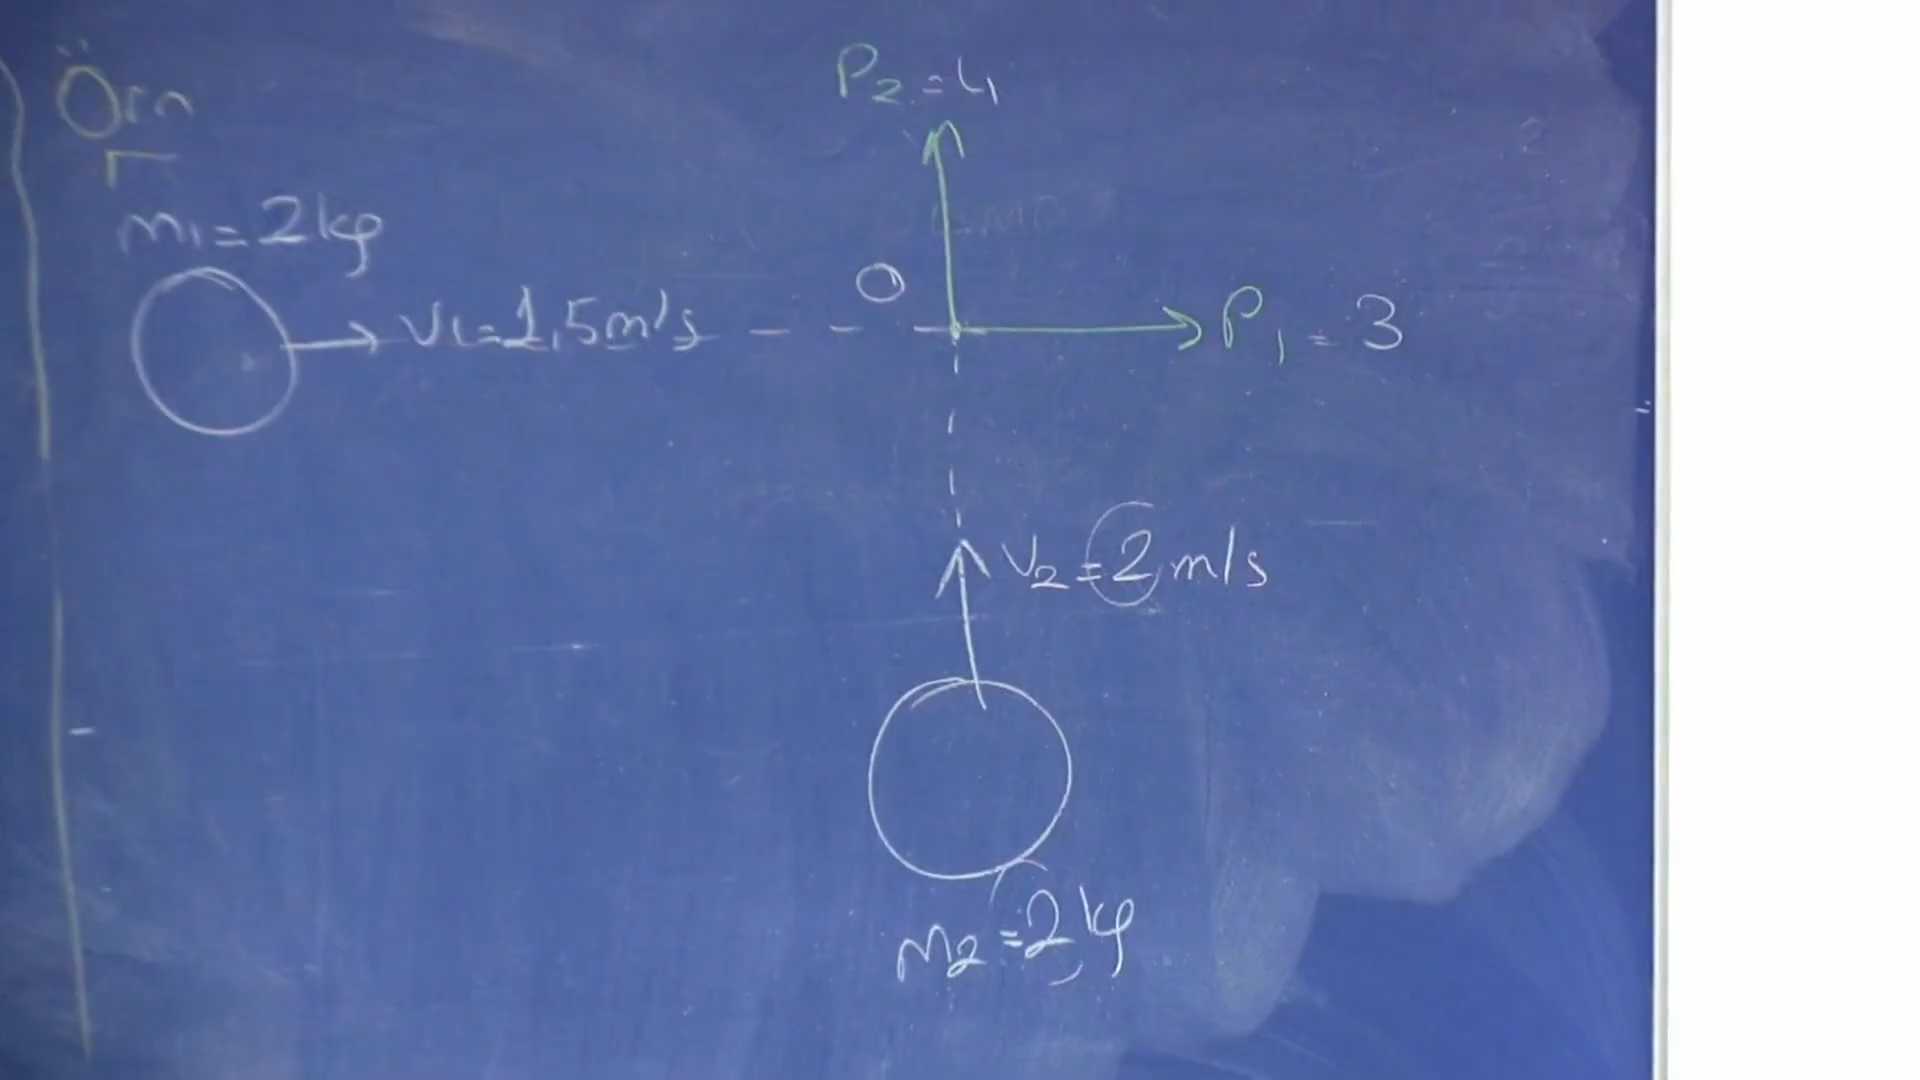 Örn
P2 = 4
m1 = 2kg
O
V1 = 1,5m/s
P1 = 3
V2 = 2 m/s
m2 = 2kg